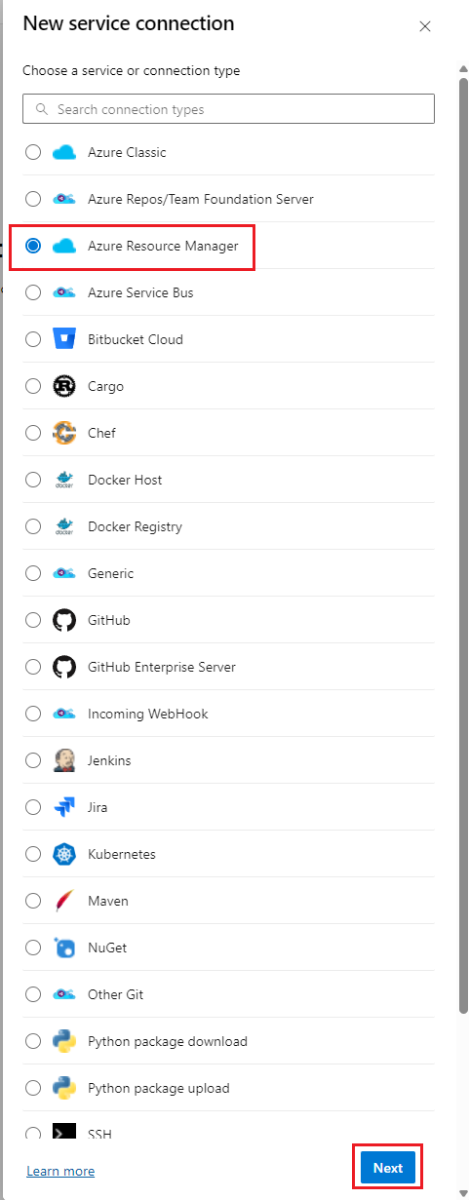 New service connection
Choose a service or connection type
Search connection types
Azure Classic
Azure Repos/Team Foundation Server
Azure Resource Manager
Azure Service Bus
Bitbucket Cloud
Cargo
Chef
docker
Docker Host
docker
Docker Registry
Generic
GitHub
GitHub Enterprise Server
Incoming WebHook
Jenkins
Jira
Kubernetes
Maven
NuGet
Other Git
Python package download
Python package upload
SSH
Learn more
Next